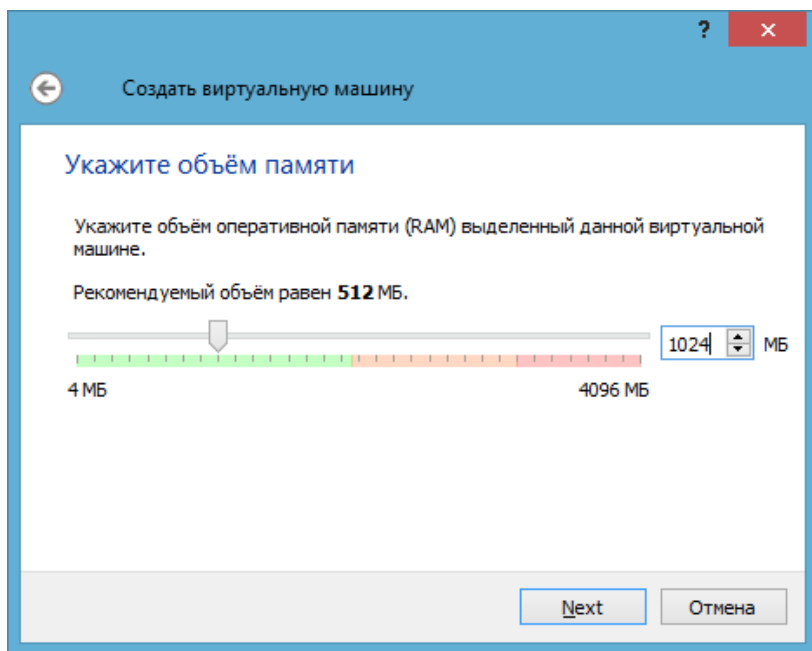 ?
Создать виртуальную машину
Укажите объём памяти
Укажите объём оперативной памяти (RAM) выделенный данной виртуальной
машине.
Рекомендуемый объём равен 512 МБ.
1024 МБ
4 МБ 4096 МБ
Next Отмена